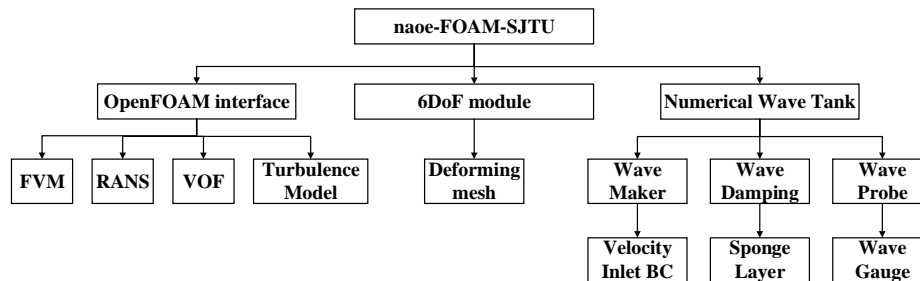 naoe-FOAM-SJTU
OpenFOAM interface
6DoF module
Numerical Wave Tank
FVM
RANS
VOF
Turbulence
Model
Deforming
mesh
Wave
Maker
Wave
Damping
Wave
Probe
Velocity
Inlet BC
Sponge
Layer
Wave
Gauge